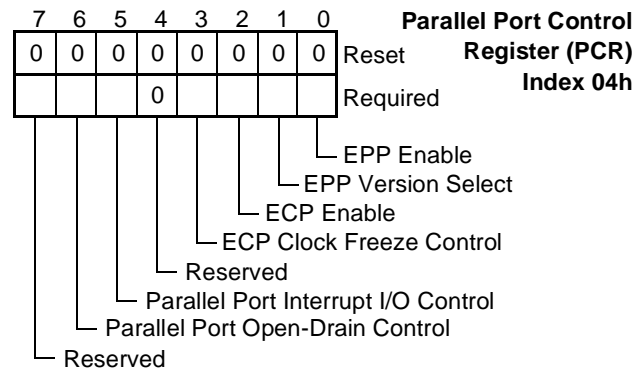 7 6 5 4 3 2 1 0
Parallel Port Control
Register (PCR)
Index 04h
0 0 0 0 0 0 0 0 Reset
0 Required
EPP Enable
EPP Version Select
ECP Enable
ECP Clock Freeze Control
Reserved
Parallel Port Interrupt I/O Control
Parallel Port Open-Drain Control
Reserved